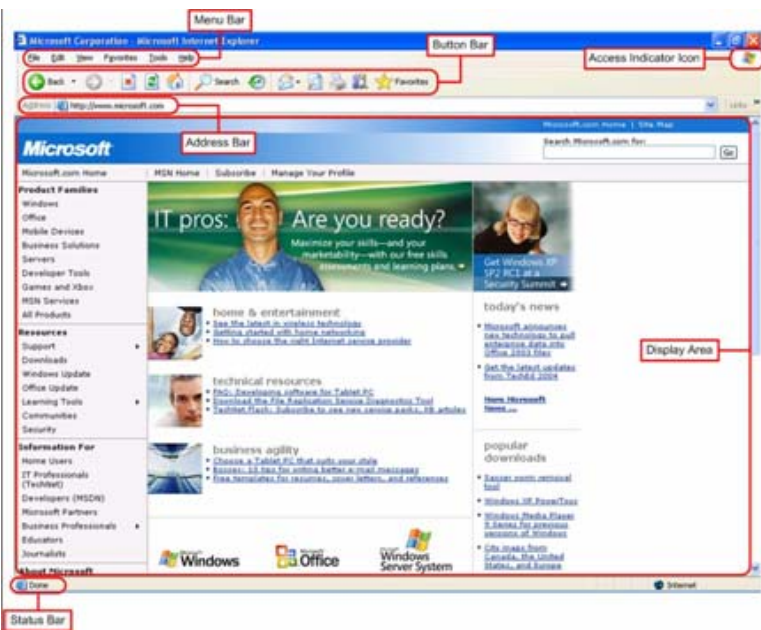 Menu Bar
Microsoft Corporation - Microsoft Internet Explorer
Button Bar
File Edit View Favorites Tools Help
Access Indicator Icon
Back
Search
Favorites
Address
http://www.microsoft.com
Links
Address Bar
Microsoft.com Home | Site Map
Microsoft
Search Microsoft.com for:
Go
Microsoft.com Home
MSN Home | Subscribe | Manage Your Profile
Product Families
Windows
Office
Mobile Devices
Business Solutions
Servers
Developer Tools
Games and Xbox
MSN Services
All Products
Resources
Support
Downloads
Windows Update
Office Update
Learning Tools
Communities
Security
Information For
Home Users
IT Professionals
(TechNet)
Developers (MSDN)
Microsoft Partners
Business Professionals
Educators
Journalists
About Microsoft
IT pros: Are you ready?
Maximize your skills—and your
marketability—with our free skills
assessments and learning plans.
home & entertainment
See the latest in wireless technology
Getting started with home networking
How to choose the right Internet service provider
technical resources
FAQ: Developing software for Tablet PC
Download the File Replication Service Diagnostics Tool
TechNet Flash: Subscribe to see new service packs, KB articles
business agility
Choose a Tablet PC that suits your style
10 tips for writing better e-mail messages
Free templates for resumes, cover letters, and references
Microsoft Windows
Microsoft Office
Microsoft
Windows
Server System
Get Windows XP
SP2 RC1 at a
Security Summit
today's news
Microsoft announces
new technology to pull
enterprise data into
Office 2003 files
Get the latest updates
from TechEd 2004
More Microsoft
News ...
Display Area
popular
downloads
Sasser worm removal
tool
Windows XP PowerToys
Windows Media Player
9 Series for previous
versions of Windows
City maps from
Canada, the United
States, and Europe
Done
Internet
Status Bar